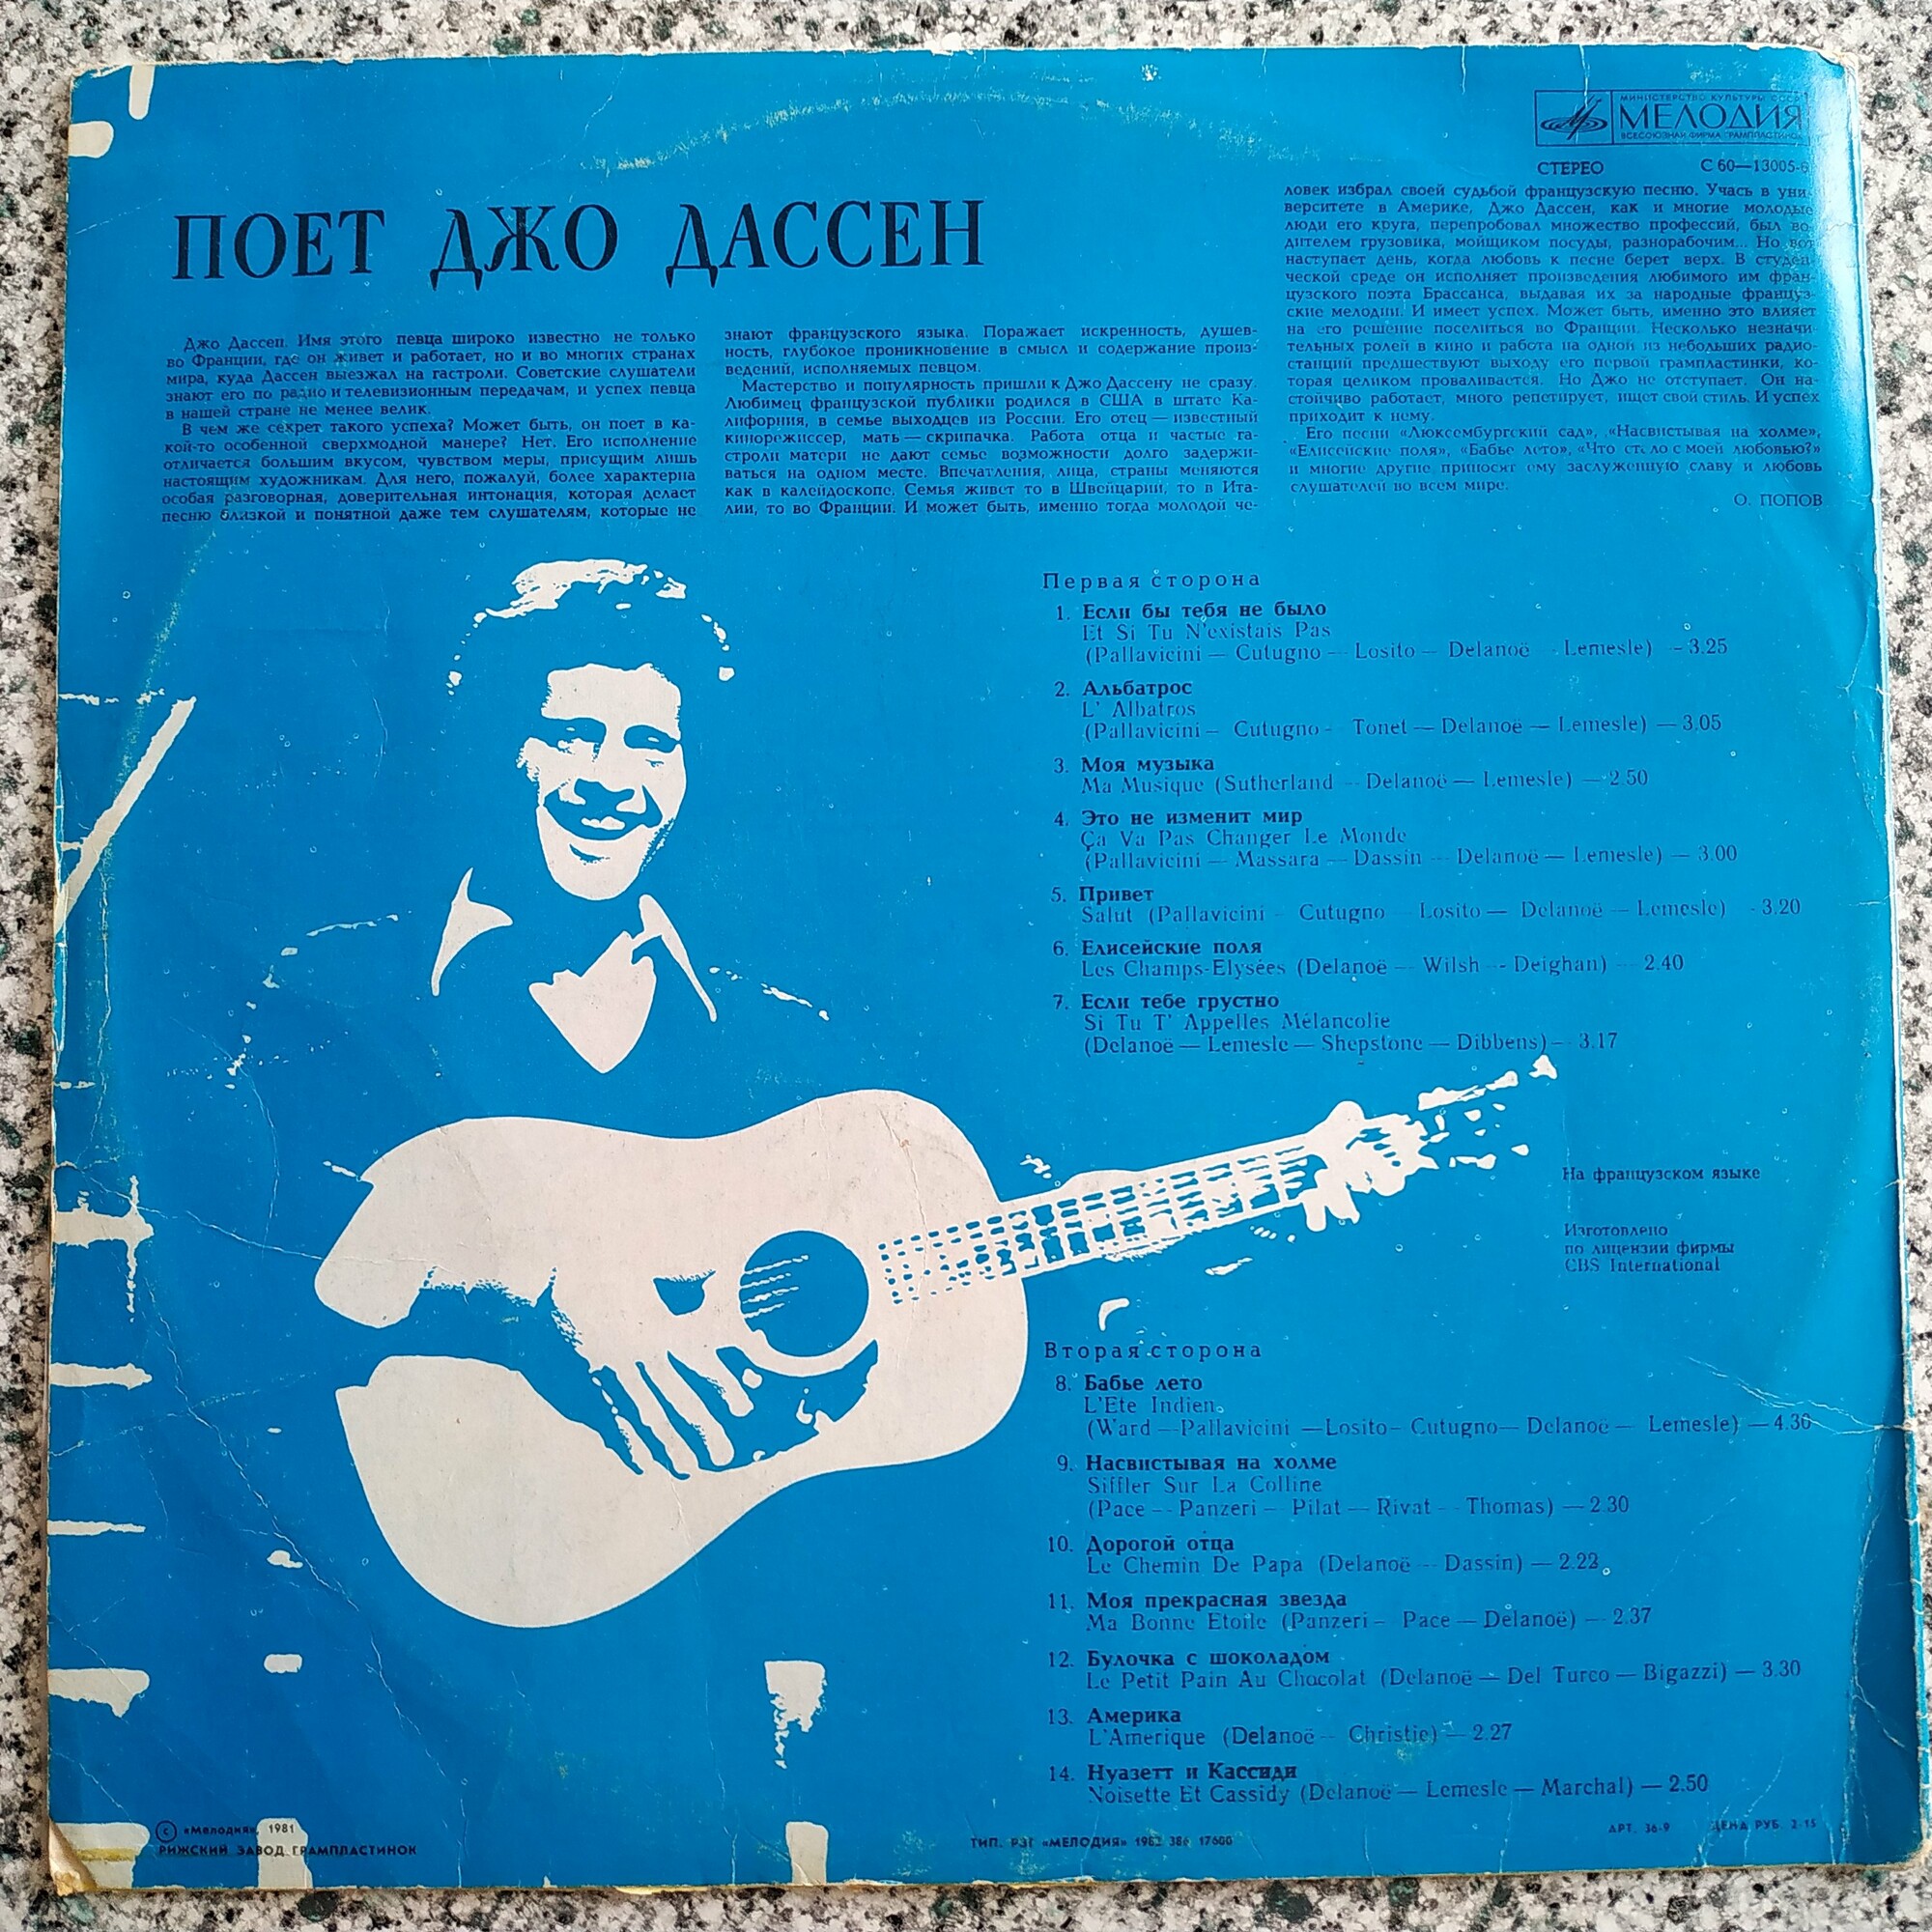 МИНИСТЕРСТВО КУЛЬТУРЫ СССР
МЕЛОДИЯ
ВСЕСОЮЗНАЯ ФИРМА ГРАМПЛАСТИНОК
СТЕРЕО С 60—13005-6
ПОЕТ ДЖО ДАССЕН
Джо Дассен. Имя этого певца широко известно не только
во Франции, где он живет и работает, но и во многих странах
мира, куда Дассен выезжал на гастроли. Советские слушатели
знают его по радио и телевизионным передачам, и успех певца
в нашей стране не менее велик.
В чем же секрет такого успеха? Может быть, он поет в ка-
кой-то особенной сверхмодной манере? Нет. Его исполнение
отличается большим вкусом, чувством меры, присущим лишь
настоящим художникам. Для него, пожалуй, более характерна
особая разговорная, доверительная интонация, которая делает
песню близкой и понятной даже тем слушателям, которые не
знают французского языка. Поражает искренность, душев-
ность, глубокое проникновение в смысл и содержание произ-
ведений, исполняемых певцом.
Мастерство и популярность пришли к Джо Дассену не сразу.
Любимец французской публики родился в США в штате Ка-
лифорния, в семье выходцев из России. Его отец — известный
кинорежиссер, мать — скрипачка. Работа отца и частые га-
строли матери не дают семье возможности долго задержи-
ваться на одном месте. Впечатления, лица, страны меняются
как в калейдоскопе. Семья живет то в Швейцарии, то в Ита-
лии, то во Франции. И может быть, именно тогда молодой че-
ловек избрал своей судьбой французскую песню. Учась в уни-
верситете в Америке, Джо Дассен, как и многие молодые
люди его круга, перепробовал множество профессий, был во-
дителем грузовика, мойщиком посуды, разнорабочим... Но вот
наступает день, когда любовь к песне берет верх. В студен-
ческой среде он исполняет произведения любимого им фран-
цузского поэта Брассанса, выдавая их за народные француз-
ские мелодии. И имеет успех. Может быть, именно это влияет
на его решение поселиться во Франции. Несколько незначи-
тельных ролей в кино и работа на одной из небольших радио-
станций предшествуют выходу его первой грампластинки, ко-
торая целиком проваливается. Но Джо не отступает. Он на-
стойчиво работает, много репетирует, ищет свой стиль. И успех
приходит к нему.
Его песни «Люксембургский сад», «Насвистывая на холме»,
«Елисейские поля», «Бабье лето», «Что стало с моей любовью?»
и многие другие приносят ему заслуженную славу и любовь
слушателей во всем мире.
О. ПОПОВ
Первая сторона
1. Если бы тебя не было
Et Si Tu N'existais Pas
(Pallavicini — Cutugno — Losito — Delanoë — Lemesle) — 3.25
2. Альбатрос
L' Albatros
(Pallavicini — Cutugno — Tonet — Delanoë — Lemesle) — 3.05
3. Моя музыка
Ma Musique (Sutherland — Delanoë — Lemesle) — 2.50
4. Это не изменит мир
Ça Va Pas Changer Le Monde
(Pallavicini — Massara — Dassin — Delanoë — Lemesle) — 3.00
5. Привет
Salut (Pallavicini — Cutugno — Losito — Delanoë — Lemesle) — 3.20
6. Елисейские поля
Les Champs-Elysées (Delanoë — Wilsh — Deighan) — 2.40
7. Если тебе грустно
Si Tu T' Appelles Mélancolie
(Delanoë — Lemesle — Shepstone — Dibbens) — 3.17
На французском языке
Изготовлено
по лицензии фирмы
CBS International
Вторая сторона
8. Бабье лето
L'Ete Indien
(Ward — Pallavicini — Losito — Cutugno — Delanoë — Lemesle) — 4.30
9. Насвистывая на холме
Siffler Sur La Colline
(Pace — Panzeri — Pilat — Rivat — Thomas) — 2.30
10. Дорогой отца
Le Chemin De Papa (Delanoë — Dassin) — 2.22
11. Моя прекрасная звезда
Ma Bonne Etoile (Panzeri — Pace — Delanoë) — 2.37
12. Булочка с шоколадом
Le Petit Pain Au Chocolat (Delanoë — Del Turco — Bigazzi) — 3.30
13. Америка
L'Amerique (Delanoë — Christie) — 2.27
14. Нуазетт и Кассиди
Noisette Et Cassidy (Delanoë — Lemesle — Marchal) — 2.50
© «Мелодия», 1981
РИЖСКИЙ ЗАВОД ГРАМПЛАСТИНОК
ТИП. РЗГ «МЕЛОДИЯ» 1982 386 17600
АРТ. 36-9 ЦЕНА РУБ. 2-15